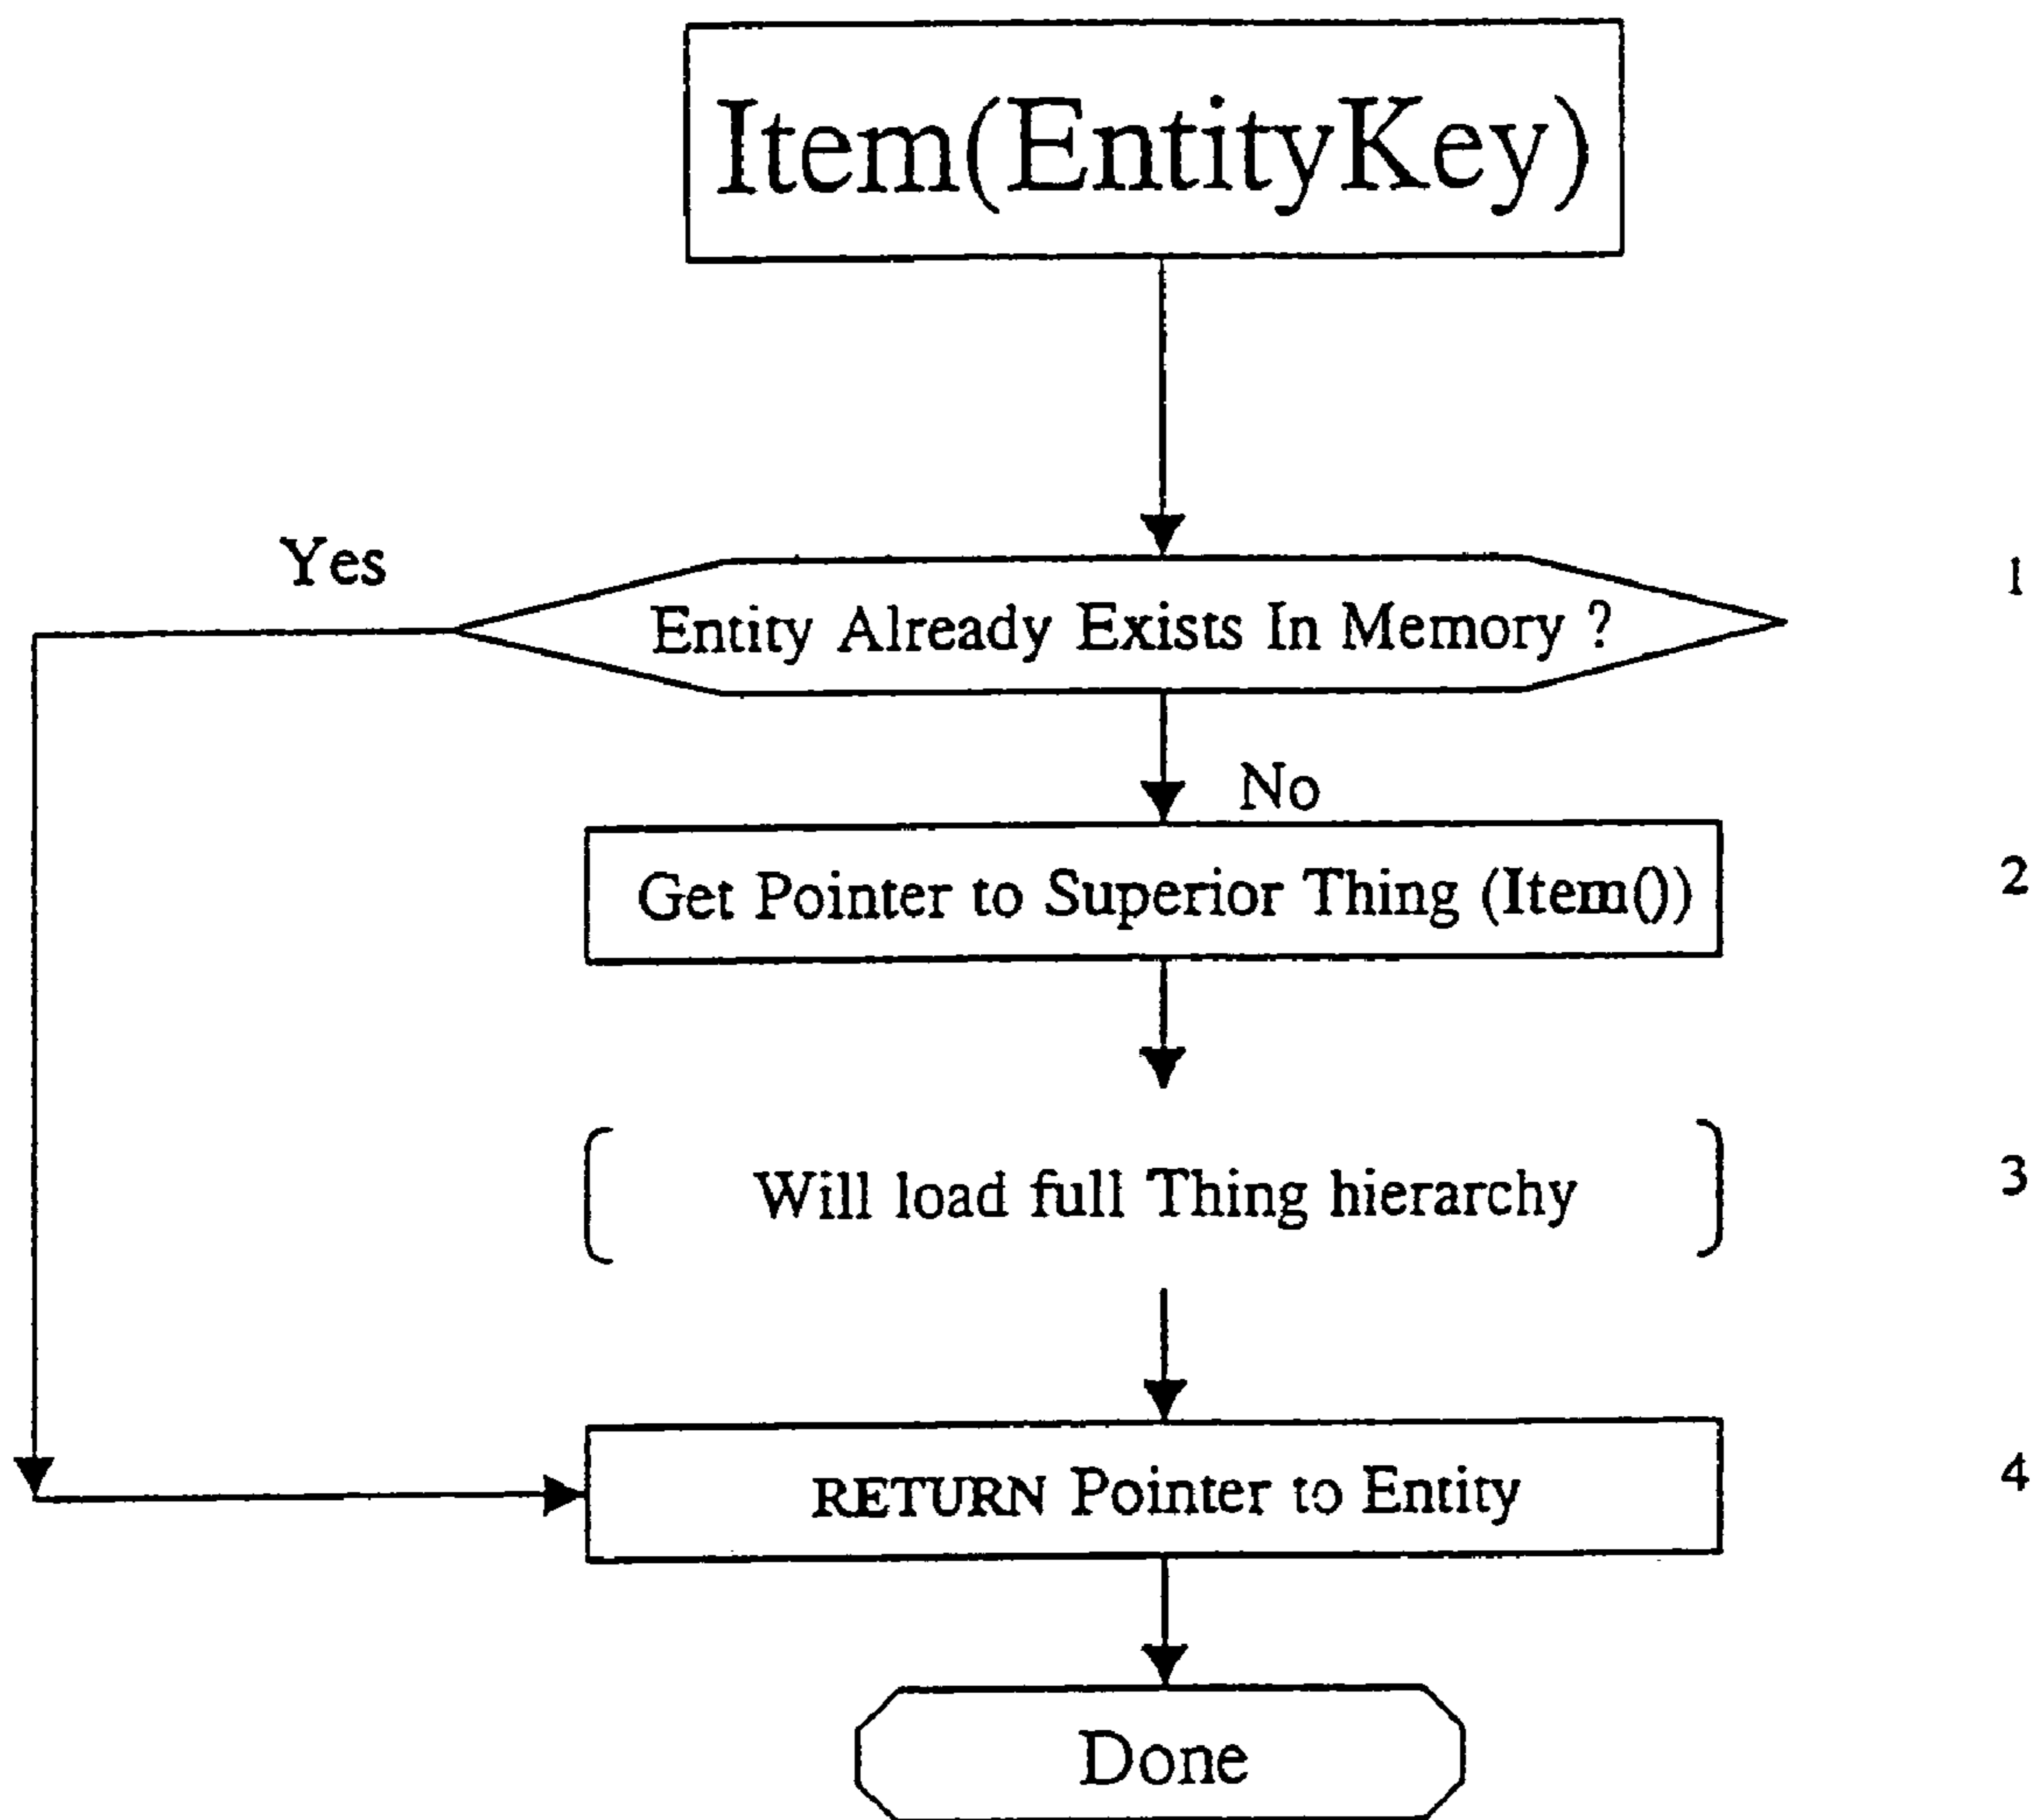 Item(EntityKey)
Yes
Entity Already Exists In Memory ?
1
No
Get Pointer to Superior Thing (Item())
2
Will load full Thing hierarchy
3
RETURN Pointer to Entity
4
Done